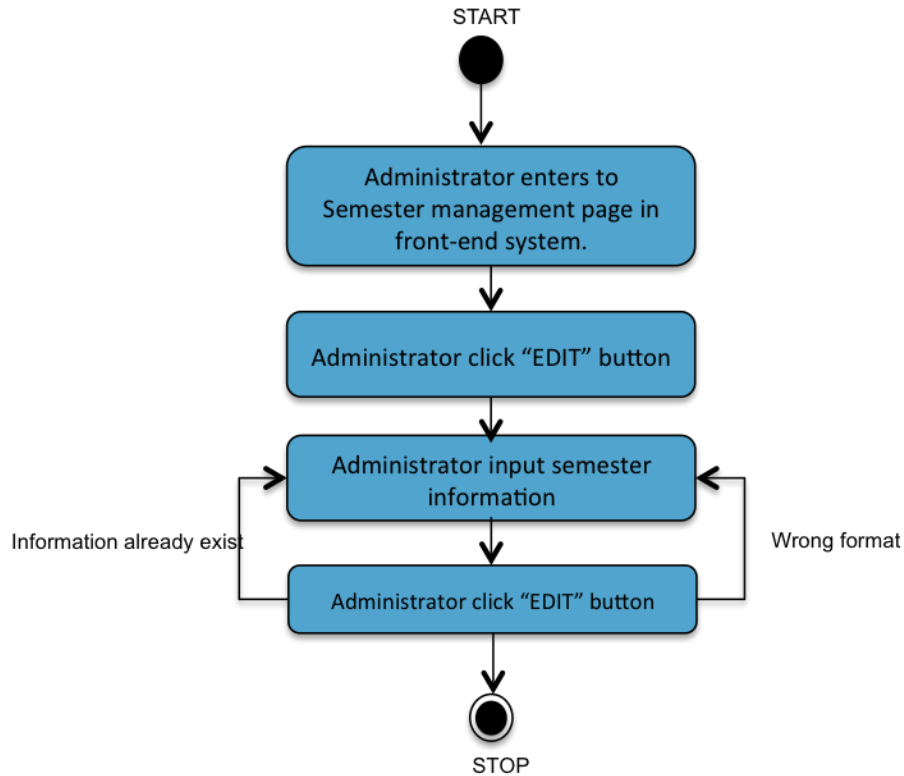 START
Administrator enters to
Semester management page in
front-end system.
Administrator click “EDIT” button
Administrator input semester
information
Information already exist
Wrong format
Administrator click “EDIT” button
STOP